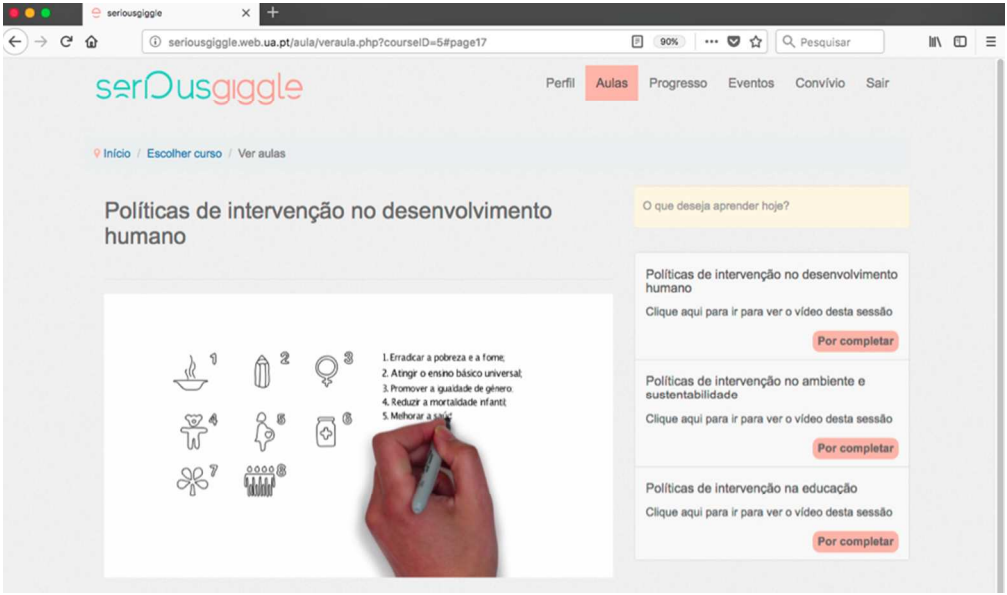 seriousgiggle
seriousgiggle.web.ua.pt/aula/veraula.php?courseID=5#page17
90%
Pesquisar
seriousgiggle
Perfil Aulas Progresso Eventos Convívio Sair
Início / Escolher curso / Ver aulas
Políticas de intervenção no desenvolvimento
humano
1 2 3
4 5 6
7 8
1. Erradicar a pobreza e a fome;
2. Atingir o ensino básico universal;
3. Promover a igualdade de género.
4. Reduzir a mortalidade nfantil;
5. Melhorar a saú
O que deseja aprender hoje?
Políticas de intervenção no desenvolvimento
humano
Clique aqui para ir para ver o vídeo desta sessão
Por completar
Políticas de intervenção no ambiente e
sustentabilidade
Clique aqui para ir para ver o vídeo desta sessão
Por completar
Políticas de intervenção na educação
Clique aqui para ir para ver o vídeo desta sessão
Por completar